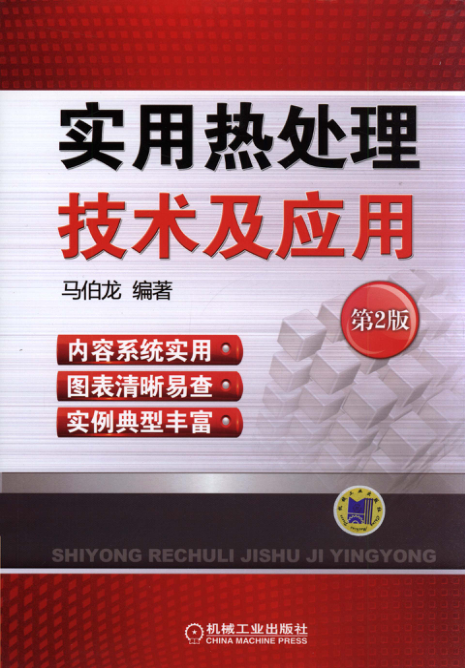 实用热处理
技术及应用
马伯龙 编著
第2版
内容系统实用
图表清晰易查
实例典型丰富
SHIYONG RECHULI JISHU JI YINGYONG
机械工业出版社
CHINA MACHINE PRESS